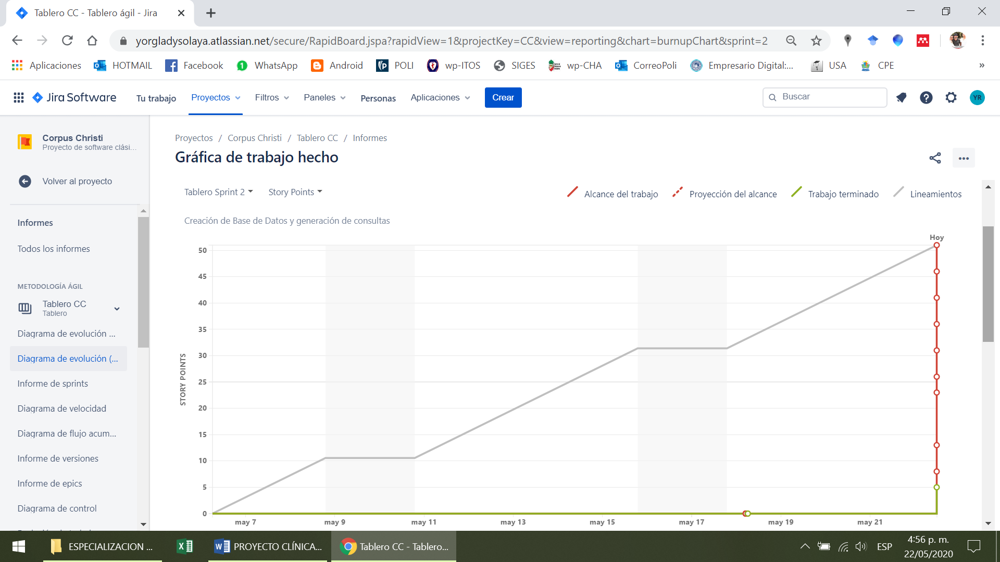 Tablero CC - Tablero ágil - Jira
yorgladysolaya.atlassian.net/secure/RapidBoard.jspa?rapidView=1&projectKey=CC&view=reporting&chart=burnupChart&sprint=2
Aplicaciones HOTMAIL Facebook WhatsApp Android POLI wp-ITOS SIGES wp-CHA CorreoPoli Empresario Digital:... USA CPE »
Jira Software Tu trabajo Proyectos Filtros Paneles Personas Aplicaciones Crear Buscar YR
Corpus Christi
Proyecto de software clási...
Volver al proyecto
Informes
Todos los informes
METODOLOGÍA ÁGIL
Tablero CC
Tablero
Diagrama de evolución ...
Diagrama de evolución (...
Informe de sprints
Diagrama de velocidad
Diagrama de flujo acum...
Informe de versiones
Informe de epics
Diagrama de control
Proyectos / Corpus Christi / Tablero CC / Informes
Gráfica de trabajo hecho
Tablero Sprint 2 Story Points
Alcance del trabajo Proyección del alcance Trabajo terminado Lineamientos
Creación de Base de Datos y generación de consultas
Hoy
50
45
40
35
30
25
20
15
10
5
0
STORY POINTS
may 7 may 9 may 11 may 13 may 15 may 17 may 19 may 21
ESPECIALIZACION ... PROYECTO CLÍNICA... Tablero CC - Tablero... ESP
4:56 p. m.
22/05/2020